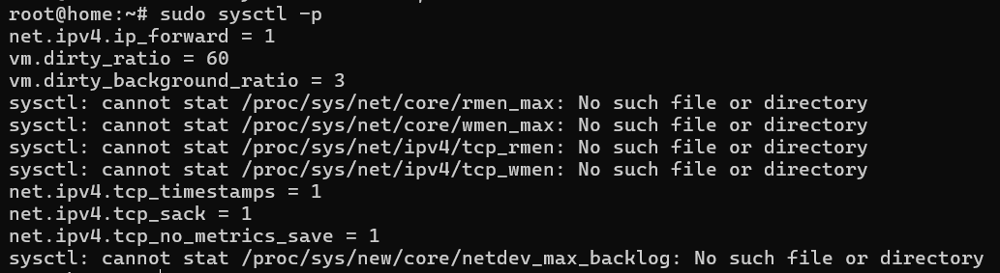 root@home:~# sudo sysctl -p
net.ipv4.ip_forward = 1
vm.dirty_ratio = 60
vm.dirty_background_ratio = 3
sysctl: cannot stat /proc/sys/net/core/rmen_max: No such file or directory
sysctl: cannot stat /proc/sys/net/core/wmen_max: No such file or directory
sysctl: cannot stat /proc/sys/net/ipv4/tcp_rmen: No such file or directory
sysctl: cannot stat /proc/sys/net/ipv4/tcp_wmen: No such file or directory
net.ipv4.tcp_timestamps = 1
net.ipv4.tcp_sack = 1
net.ipv4.tcp_no_metrics_save = 1
sysctl: cannot stat /proc/sys/new/core/netdev_max_backlog: No such file or directory